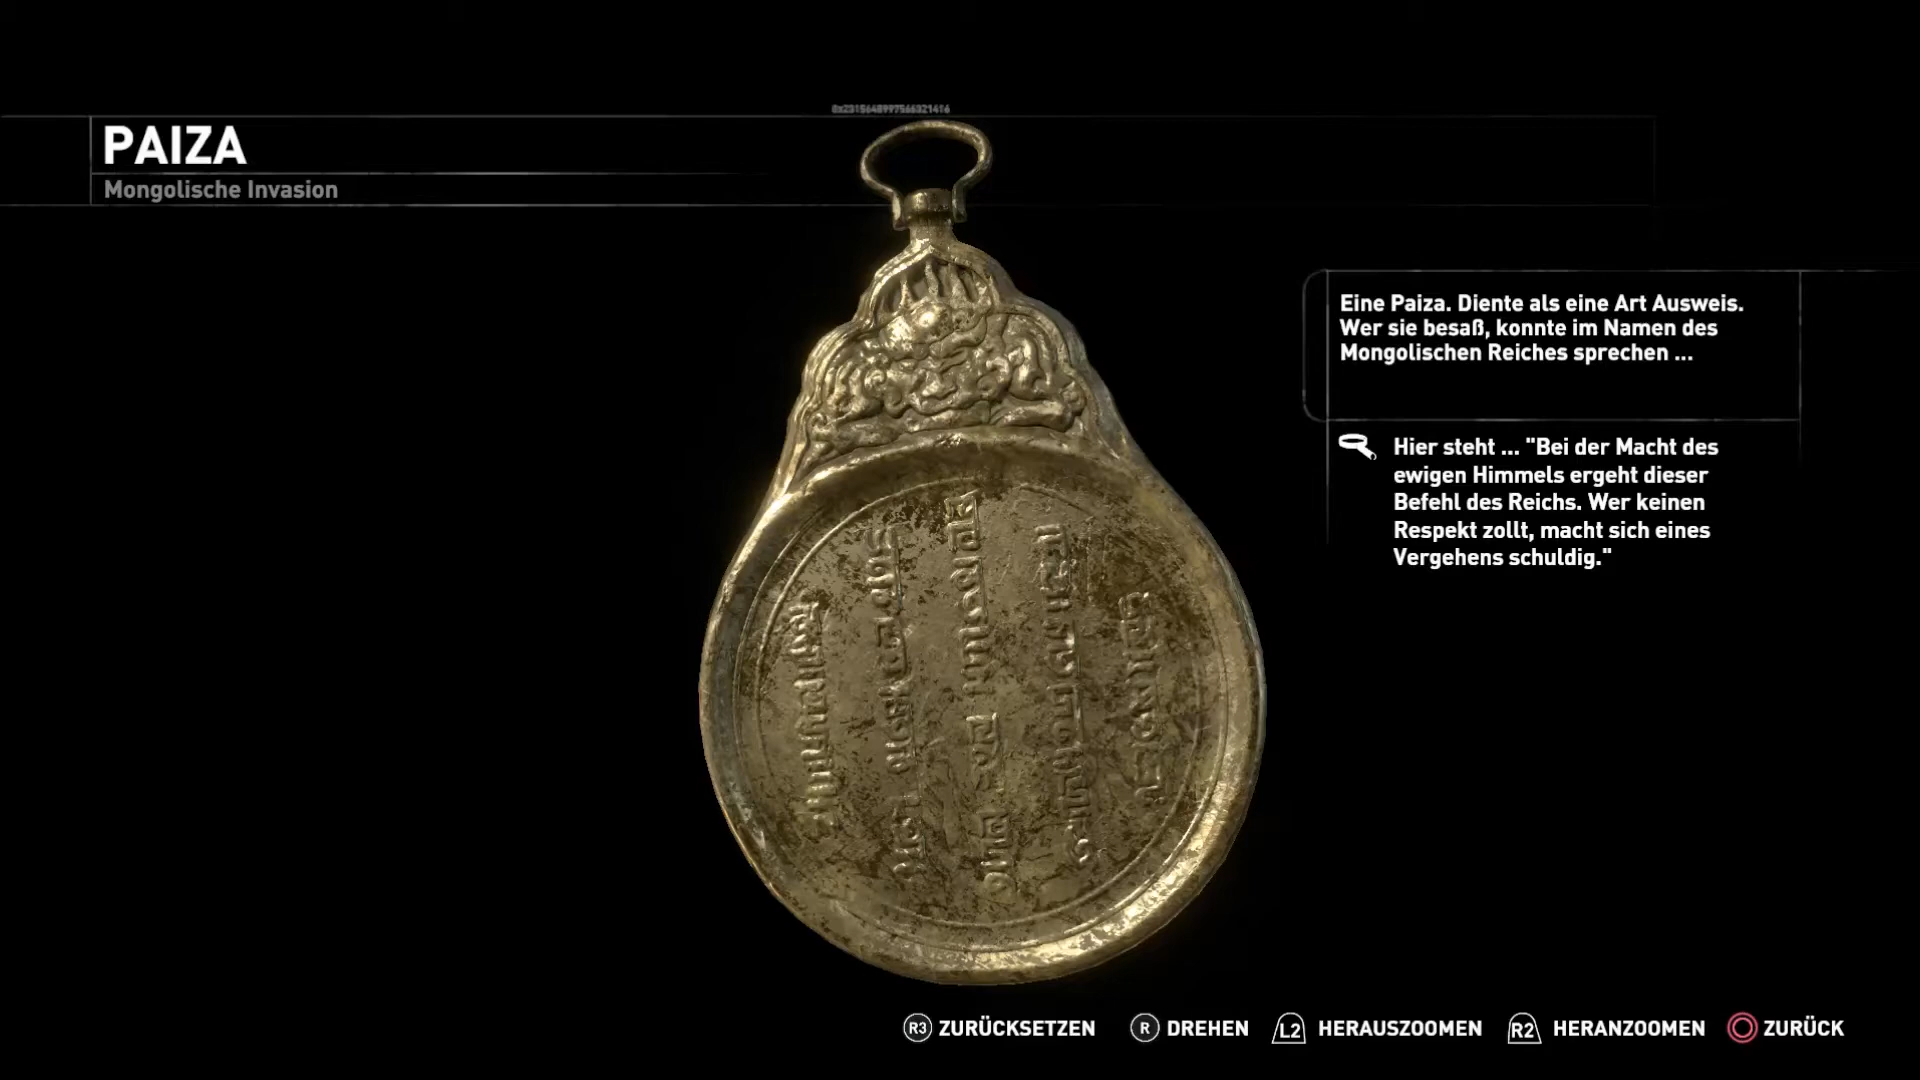 PAIZA
Mongolische Invasion
Eine Paiza. Diente als eine Art Ausweis.
Wer sie besaß, konnte im Namen des
Mongolischen Reiches sprechen ...
Hier steht ... "Bei der Macht des
ewigen Himmels ergeht dieser
Befehl des Reichs. Wer keinen
Respekt zollt, macht sich eines
Vergehens schuldig."
R3 ZURÜCKSETZEN R DREHEN L2 HERAUSZOOMEN R2 HERANZOOMEN ZURÜCK